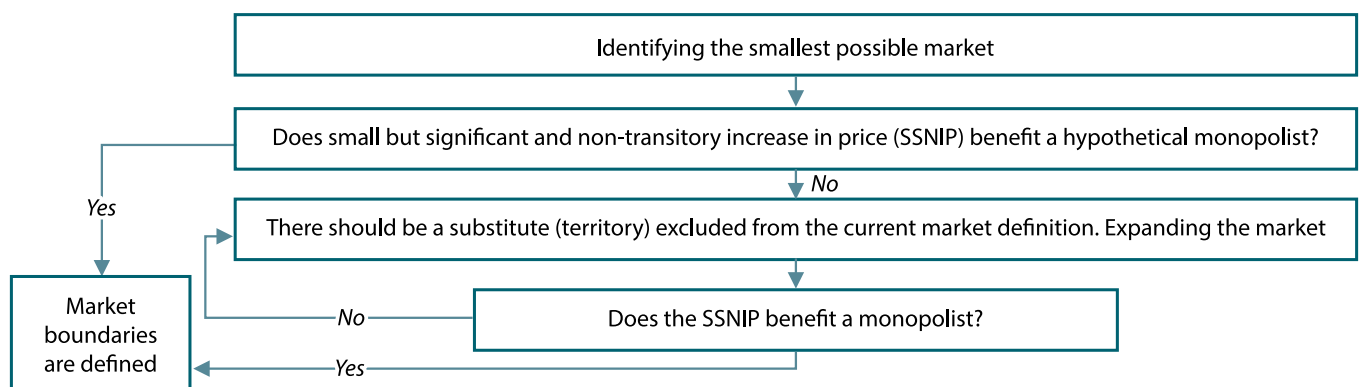 Identifying the smallest possible market
Does small but significant and non-transitory increase in price (SSNIP) benefit a hypothetical monopolist?
No
Yes
There should be a substitute (territory) excluded from the current market definition. Expanding the market
Market
boundaries
are defined
No
Does the SSNIP benefit a monopolist?
Yes